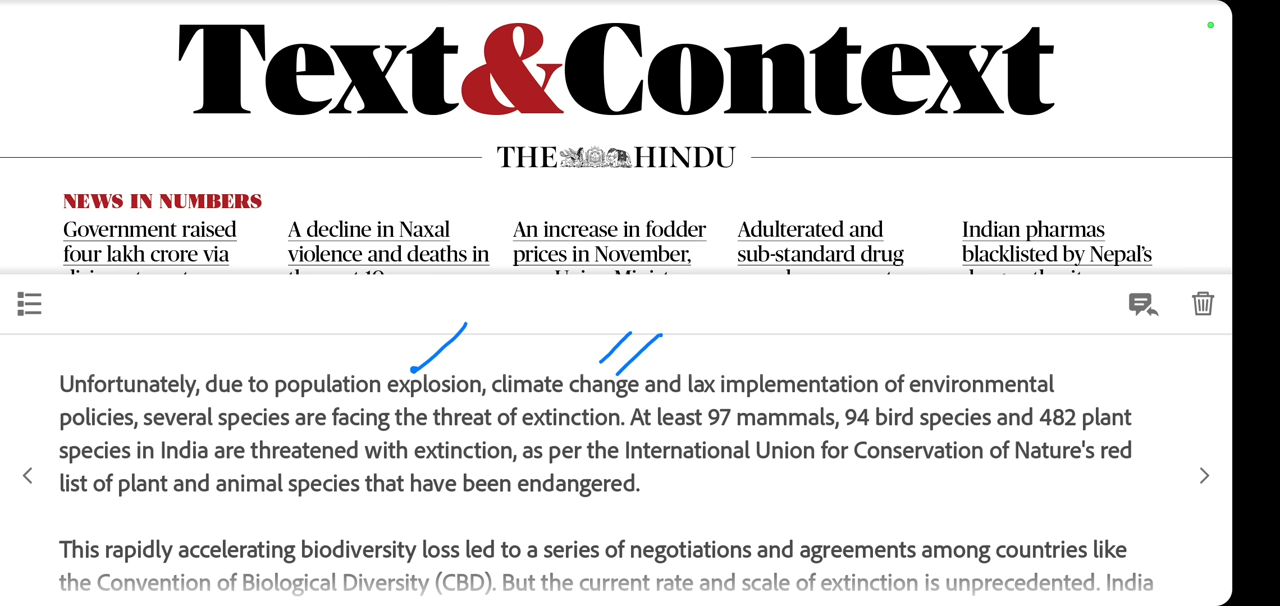 Text&Context
THE HINDU
NEWS IN NUMBERS
Government raised
four lakh crore via
A decline in Naxal
violence and deaths in
An increase in fodder
prices in November,
Adulterated and
sub-standard drug
Indian pharmas
blacklisted by Nepal's
Unfortunately, due to population explosion, climate change and lax implementation of environmental
policies, several species are facing the threat of extinction. At least 97 mammals, 94 bird species and 482 plant
species in India are threatened with extinction, as per the International Union for Conservation of Nature's red
list of plant and animal species that have been endangered.
This rapidly accelerating biodiversity loss led to a series of negotiations and agreements among countries like
the Convention of Biological Diversity (CBD). But the current rate and scale of extinction is unprecedented. India